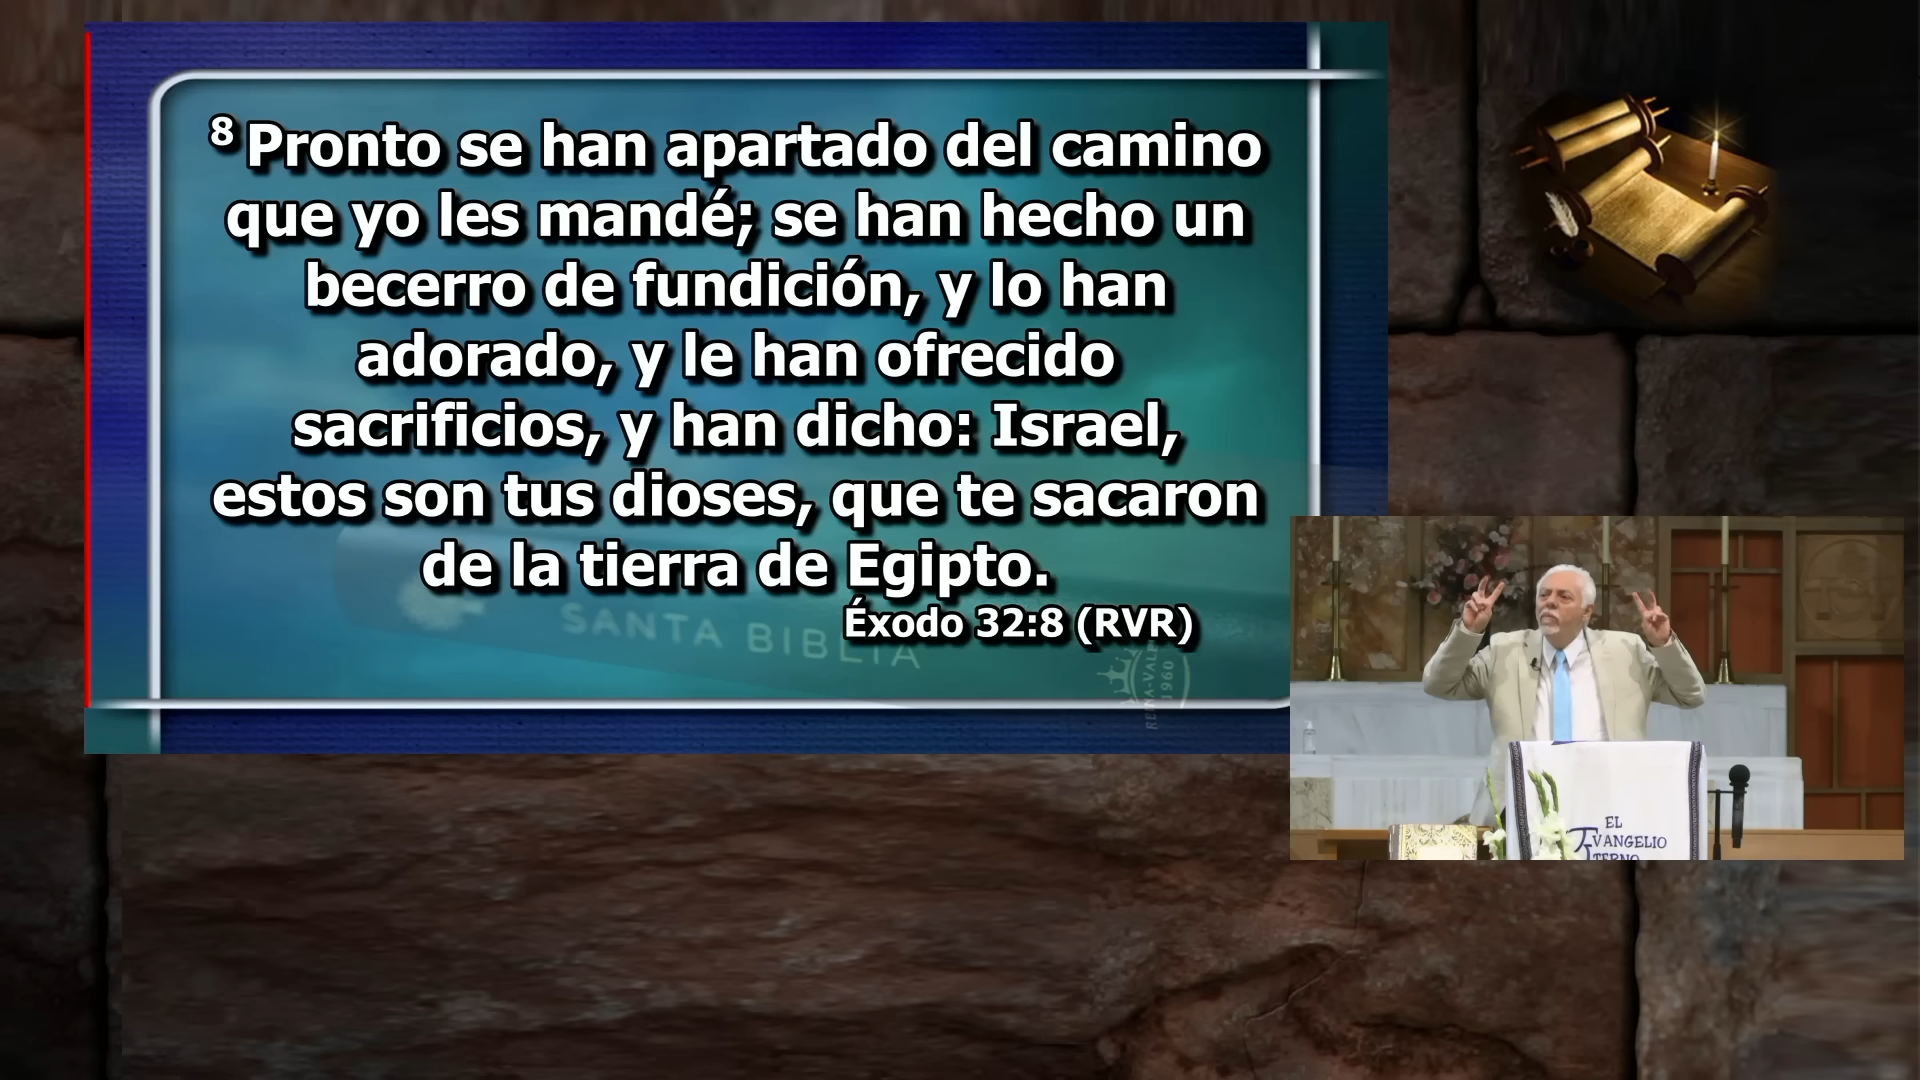 8 Pronto se han apartado del camino
que yo les mandé; se han hecho un
becerro de fundición, y lo han
adorado, y le han ofrecido
sacrificios, y han dicho: Israel,
estos son tus dioses, que te sacaron
de la tierra de Egipto.
Éxodo 32:8 (RVR)
SANTA BIBLIA
1960
EL
EVANGELIO
ETERNO